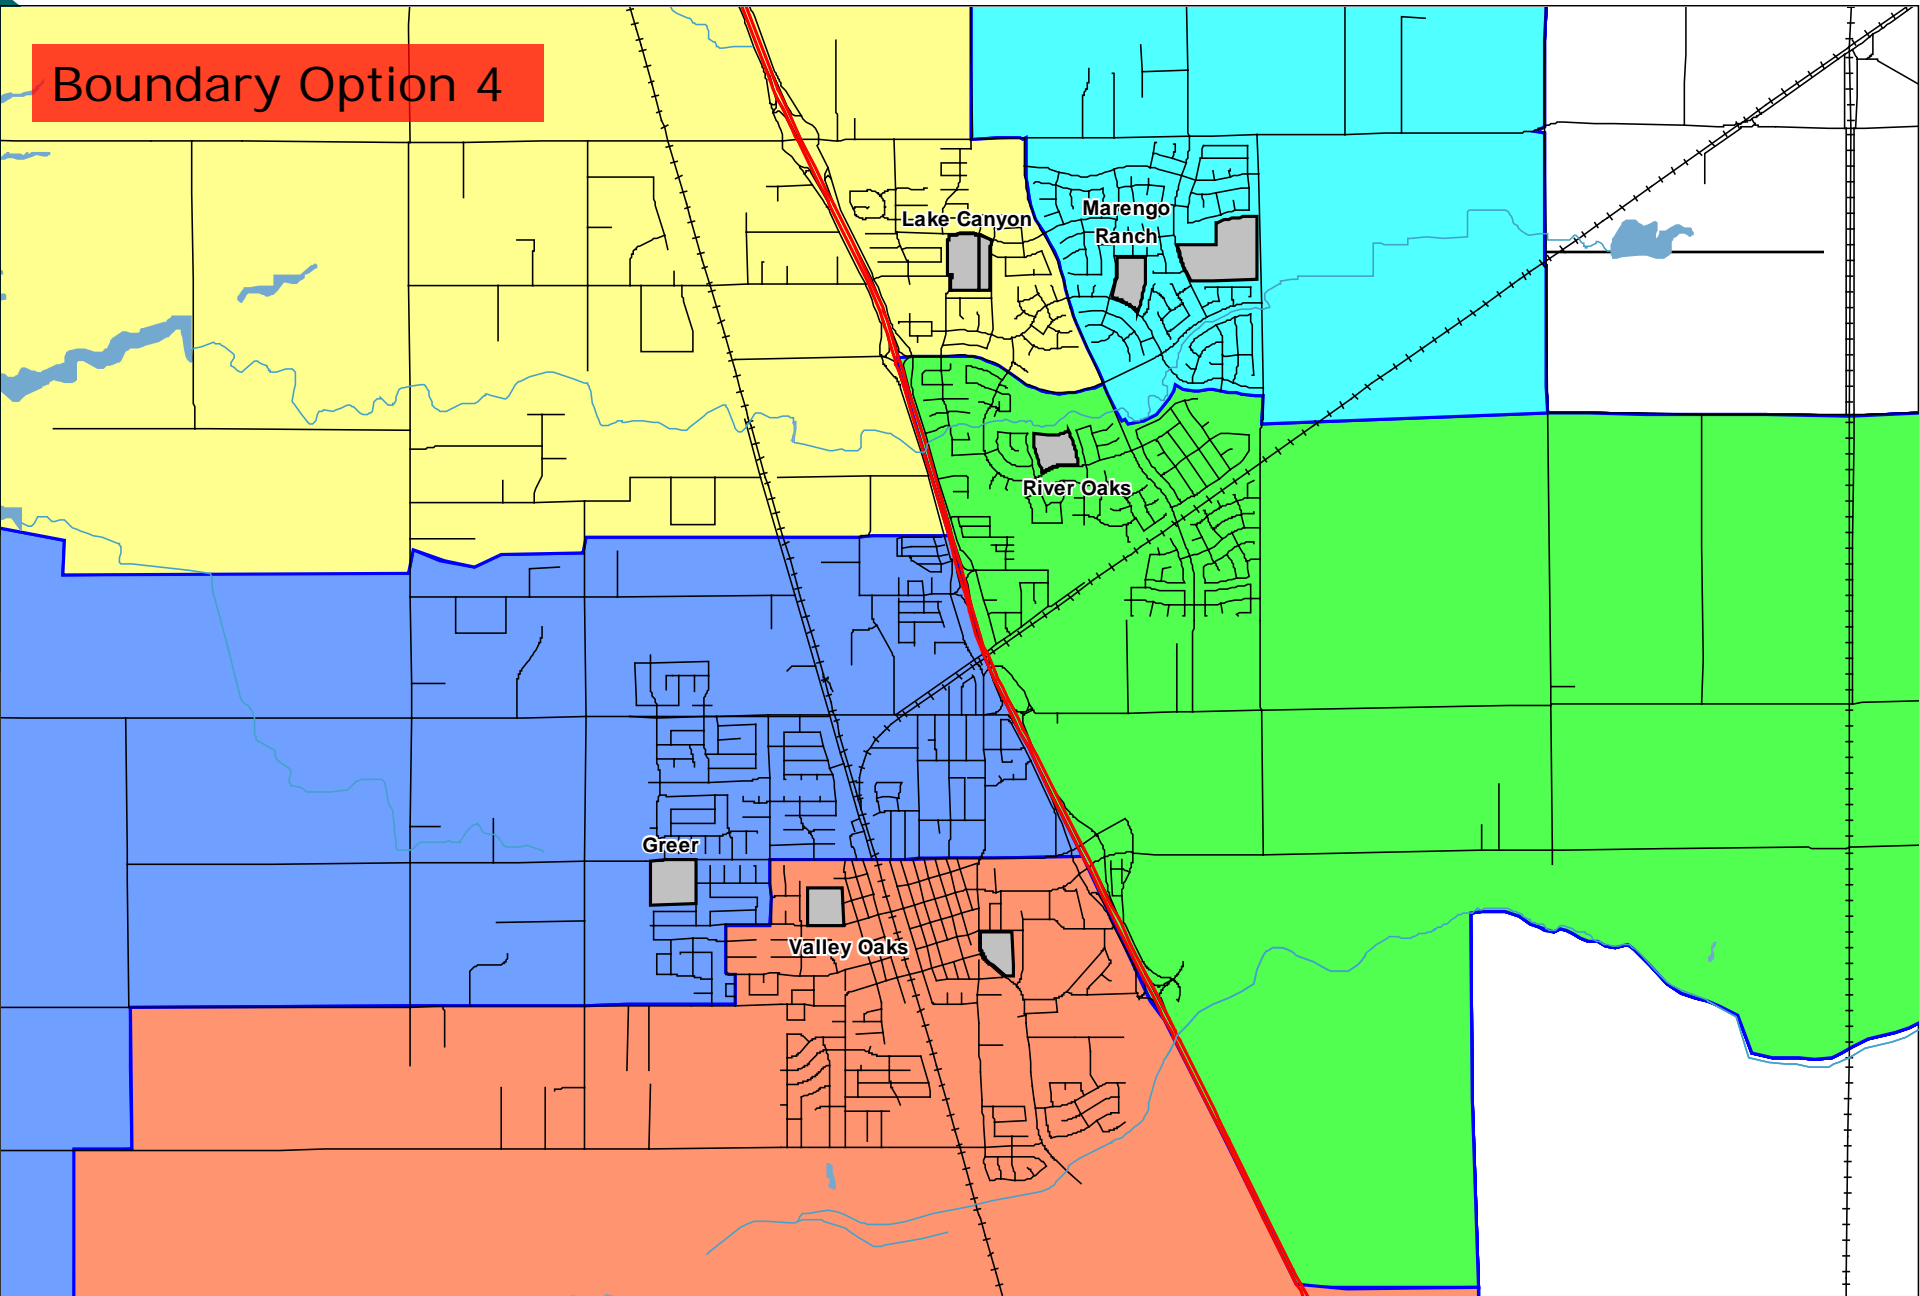 Boundary Option 4
Lake Canyon
Marengo
Ranch
River Oaks
Greer
Valley Oaks